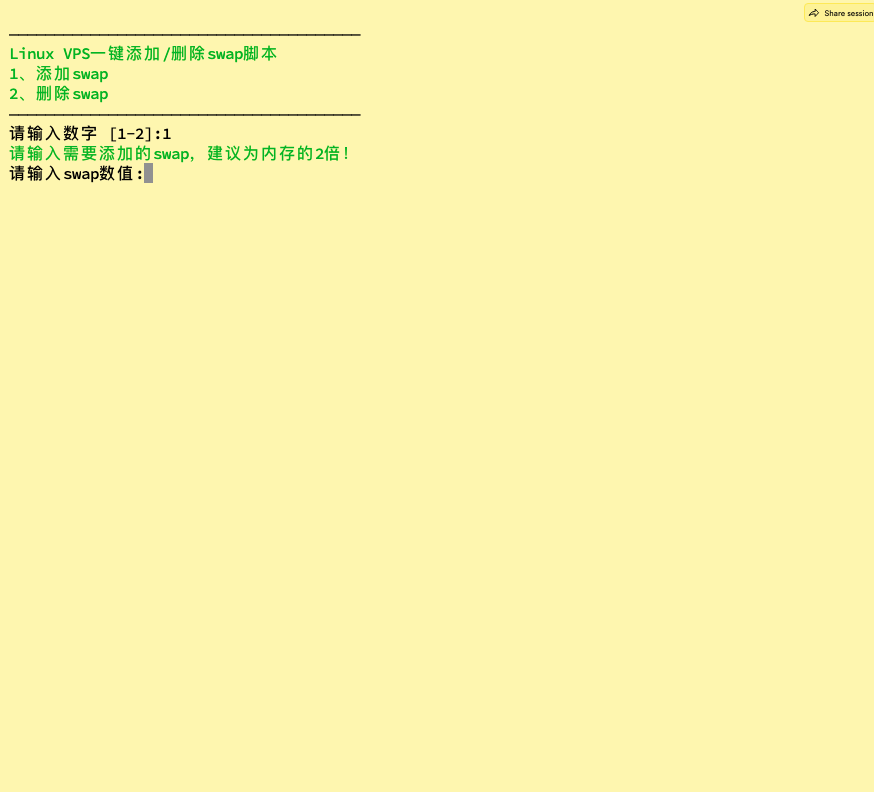 Share session
Linux VPS一键添加/删除swap脚本
1、添加swap
2、删除swap
请输入数字 [1-2]:1
请输入需要添加的swap，建议为内存的2倍！
请输入swap数值: